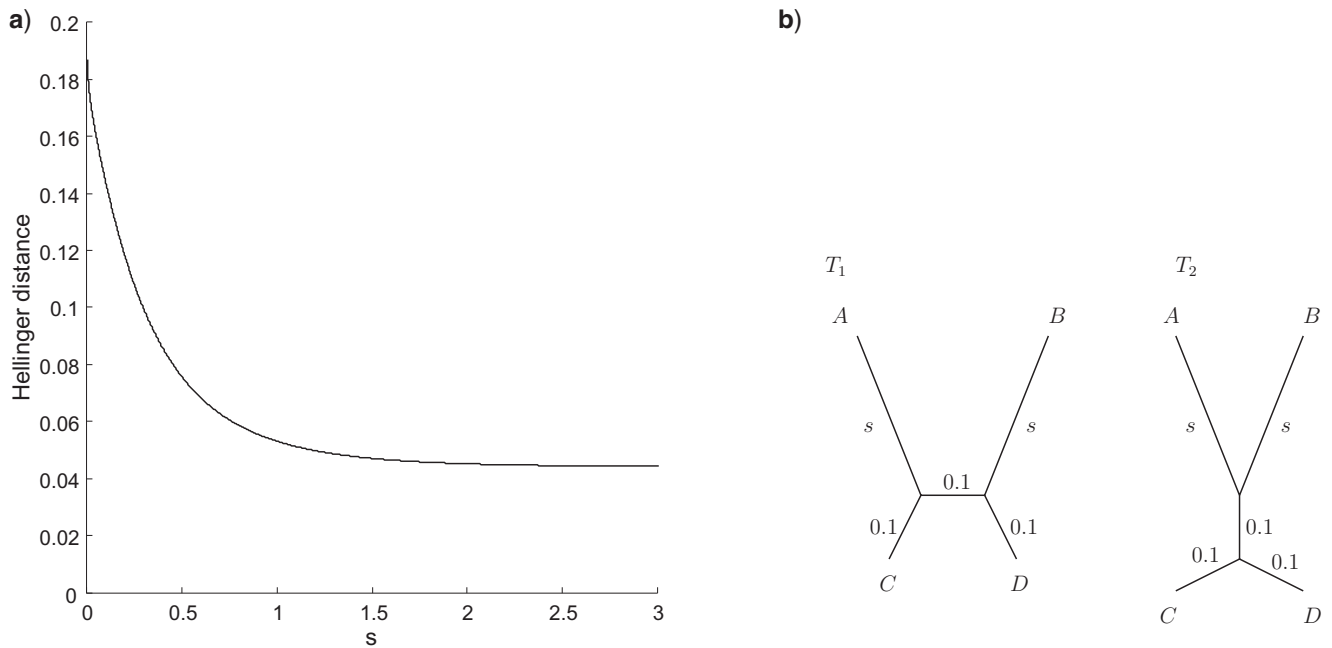 a)
b)
0.2
0.18
0.16
0.14
0.12
0.1
0.08
0.06
0.04
0.02
0
Hellinger distance
0 0.5 1 1.5 2 2.5 3
s
T1
A B
s s
0.1
0.1 0.1
C D
T2
A B
s s
0.1
0.1 0.1
C D